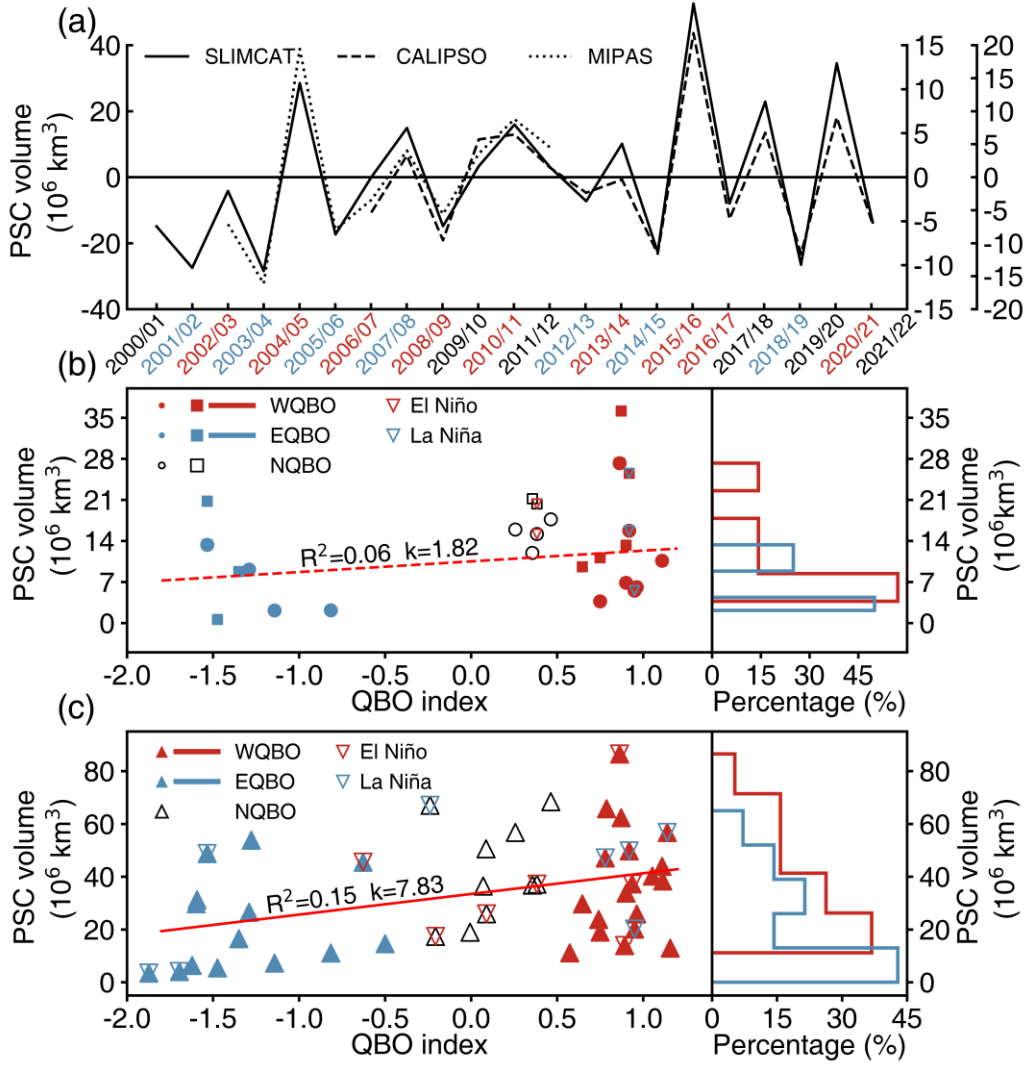 (a)
SLIMCAT CALIPSO MIPAS
PSC volume
(10⁶ km³)
40
20
0
-20
-40
15
10
5
0
-5
-10
-15
20
15
10
5
0
-5
-10
-15
-20
2000/01 2001/02 2002/03 2003/04 2004/05 2005/06 2006/07 2007/08 2008/09 2009/10 2010/11 2011/12 2012/13 2013/14 2014/15 2015/16 2016/17 2017/18 2018/19 2019/20 2020/21 2021/22
(b)
WQBO El Niño
EQBO La Niña
NQBO
PSC volume
(10⁶ km³)
35
28
21
14
7
0
R²=0.06 k=1.82
-2.0 -1.5 -1.0 -0.5 0.0 0.5 1.0
QBO index
0 15 30 45
Percentage (%)
35
28
21
14
7
0
PSC volume
(10⁶km³)
(c)
WQBO El Niño
EQBO La Niña
NQBO
PSC volume
(10⁶ km³)
80
60
40
20
0
R²=0.15 k=7.83
-2.0 -1.5 -1.0 -0.5 0.0 0.5 1.0
QBO index
0 15 30 45
Percentage (%)
80
60
40
20
0
PSC volume
(10⁶ km³)